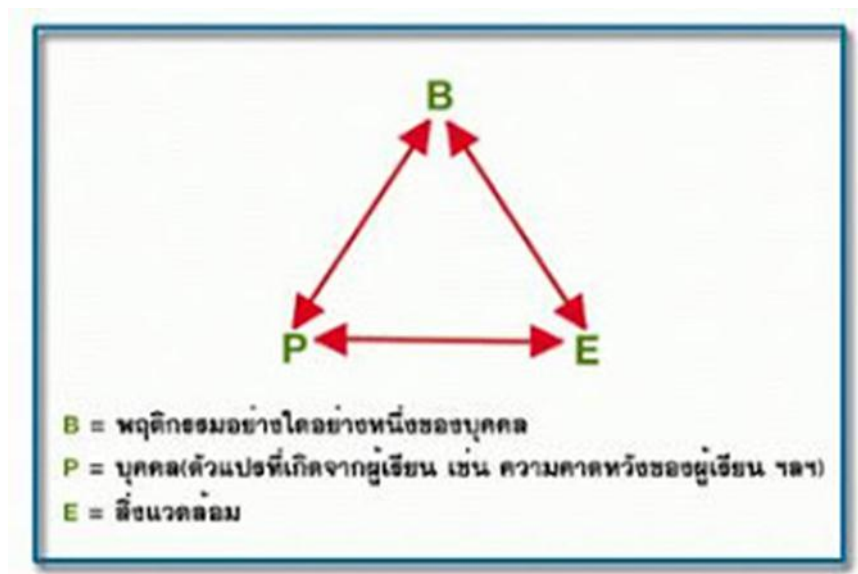 B
P E
B = พฤติกรรมอย่างใดอย่างหนึ่งของบุคคล
P = บุคคล(ตัวแปรที่เกิดจากผู้เรียน เช่น ความคาดหวังของผู้เรียน ฯลฯ)
E = สิ่งแวดล้อม